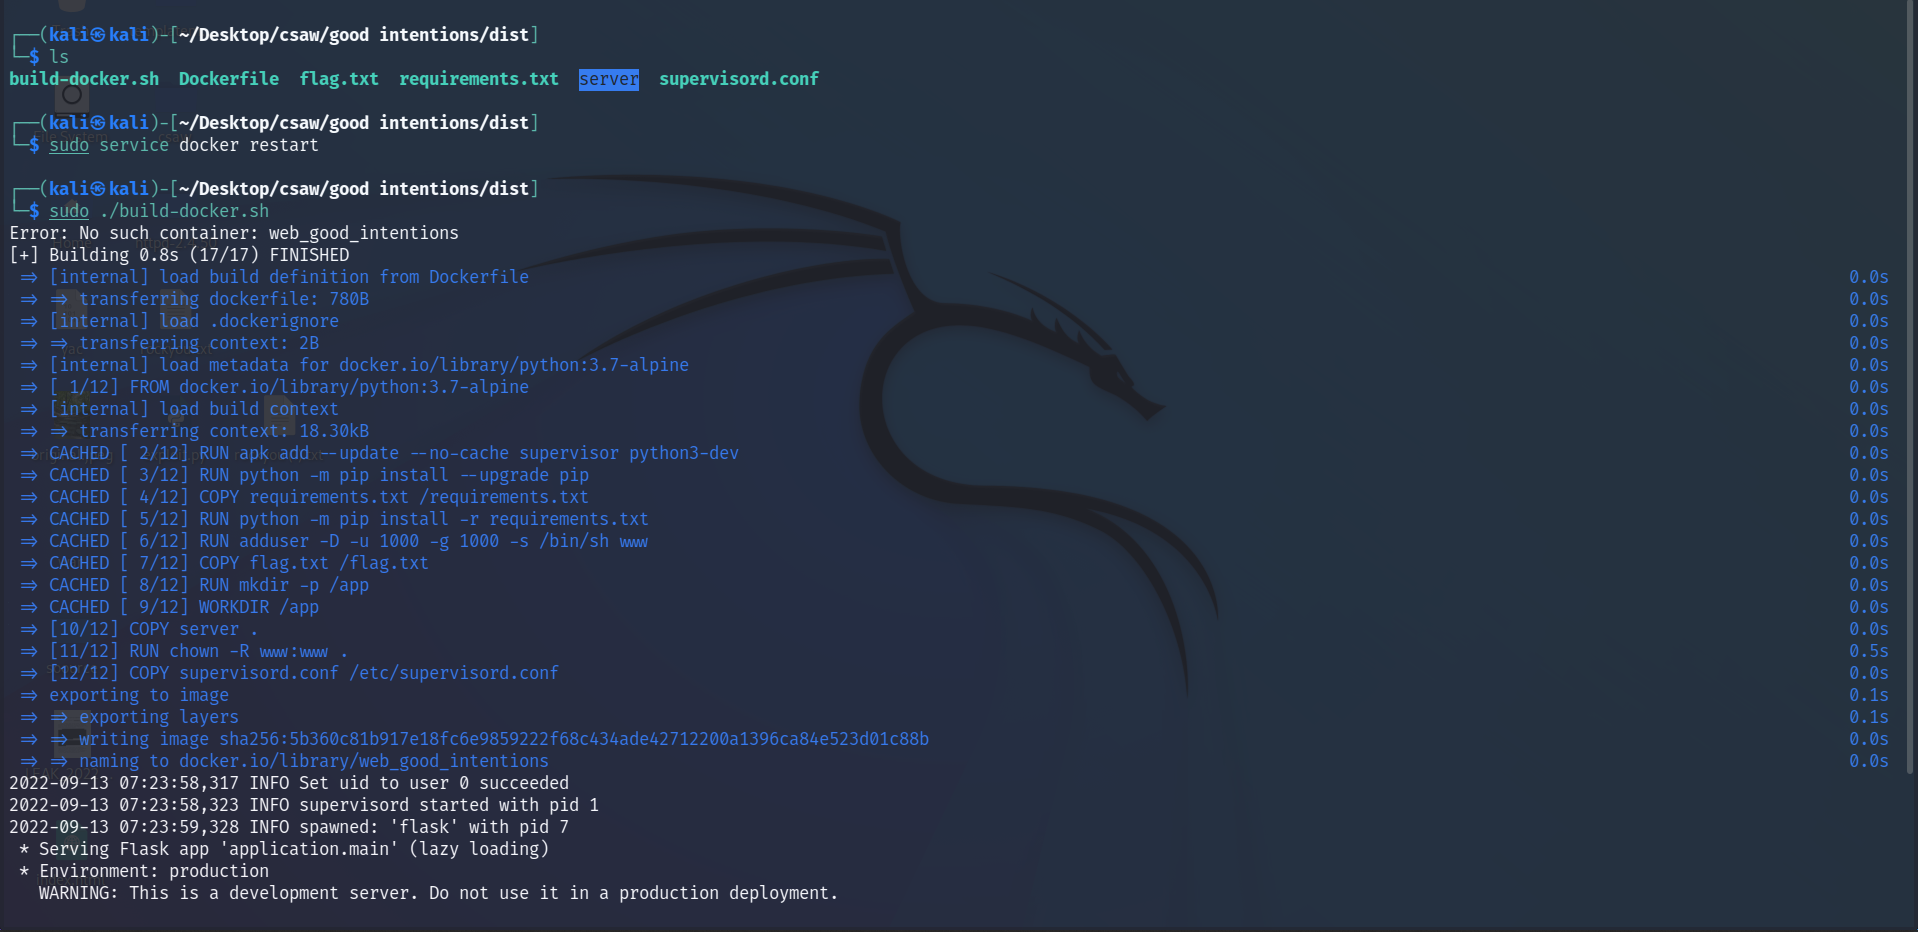 ┌──(kali㉿kali)-[~/Desktop/csaw/good intentions/dist]
└─$ ls
build-docker.sh  Dockerfile  flag.txt  requirements.txt  server  supervisord.conf
┌──(kali㉿kali)-[~/Desktop/csaw/good intentions/dist]
└─$ sudo service docker restart
┌──(kali㉿kali)-[~/Desktop/csaw/good intentions/dist]
└─$ sudo ./build-docker.sh
Error: No such container: web_good_intentions
[+] Building 0.8s (17/17) FINISHED
=> [internal] load build definition from Dockerfile 0.0s
=> => transferring dockerfile: 780B 0.0s
=> [internal] load .dockerignore 0.0s
=> => transferring context: 2B 0.0s
=> [internal] load metadata for docker.io/library/python:3.7-alpine 0.0s
=> [ 1/12] FROM docker.io/library/python:3.7-alpine 0.0s
=> [internal] load build context 0.0s
=> => transferring context: 18.30kB 0.0s
=> CACHED [ 2/12] RUN apk add --update --no-cache supervisor python3-dev 0.0s
=> CACHED [ 3/12] RUN python -m pip install --upgrade pip 0.0s
=> CACHED [ 4/12] COPY requirements.txt /requirements.txt 0.0s
=> CACHED [ 5/12] RUN python -m pip install -r requirements.txt 0.0s
=> CACHED [ 6/12] RUN adduser -D -u 1000 -g 1000 -s /bin/sh www 0.0s
=> CACHED [ 7/12] COPY flag.txt /flag.txt 0.0s
=> CACHED [ 8/12] RUN mkdir -p /app 0.0s
=> CACHED [ 9/12] WORKDIR /app 0.0s
=> [10/12] COPY server . 0.0s
=> [11/12] RUN chown -R www:www . 0.5s
=> [12/12] COPY supervisord.conf /etc/supervisord.conf 0.0s
=> exporting to image 0.1s
=> => exporting layers 0.1s
=> => writing image sha256:5b360c81b917e18fc6e9859222f68c434ade42712200a1396ca84e523d01c88b 0.0s
=> => naming to docker.io/library/web_good_intentions 0.0s
2022-09-13 07:23:58,317 INFO Set uid to user 0 succeeded
2022-09-13 07:23:58,323 INFO supervisord started with pid 1
2022-09-13 07:23:59,328 INFO spawned: 'flask' with pid 7
* Serving Flask app 'application.main' (lazy loading)
* Environment: production
WARNING: This is a development server. Do not use it in a production deployment.